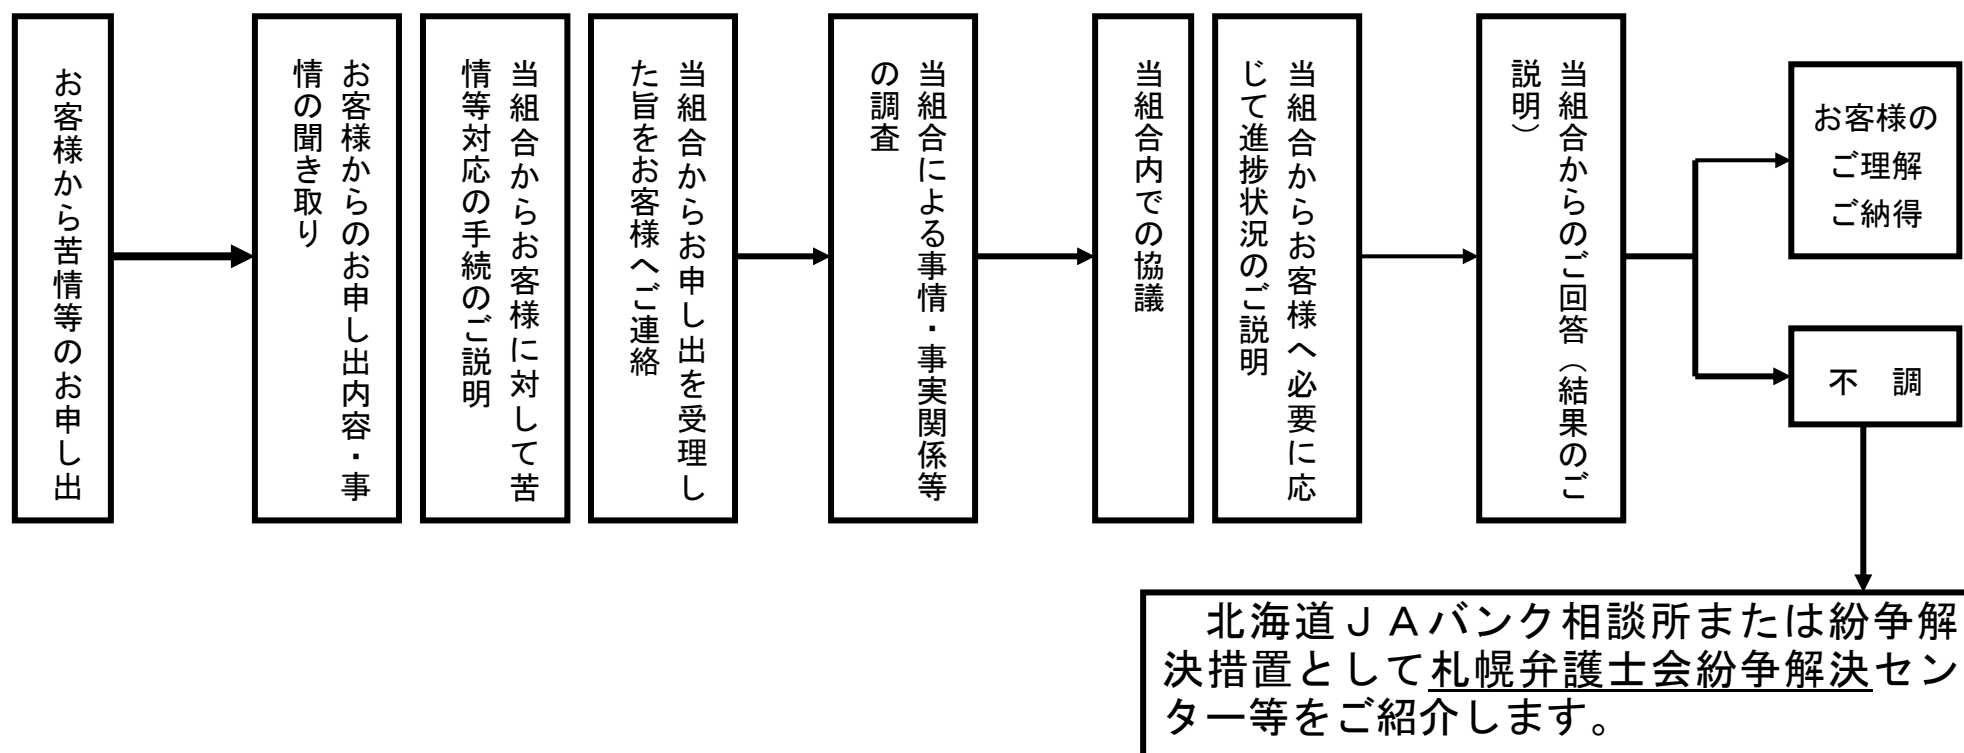 お客様から苦情等のお申し出
お客様からのお申し出内容・事
情の聞き取り
当組合からお客様に対して苦
情等対応の手続のご説明
当組合からお申し出を受理し
た旨をお客様へご連絡
当組合による事情・事実関係等
の調査
当組合内での協議
当組合からお客様へ必要に応
じて進捗状況のご説明
当組合からのご回答（結果のご
説明）
お客様の
ご理解
ご納得
不　調
北海道ＪＡバンク相談所または紛争解
決措置として札幌弁護士会紛争解決セン
ター等をご紹介します。